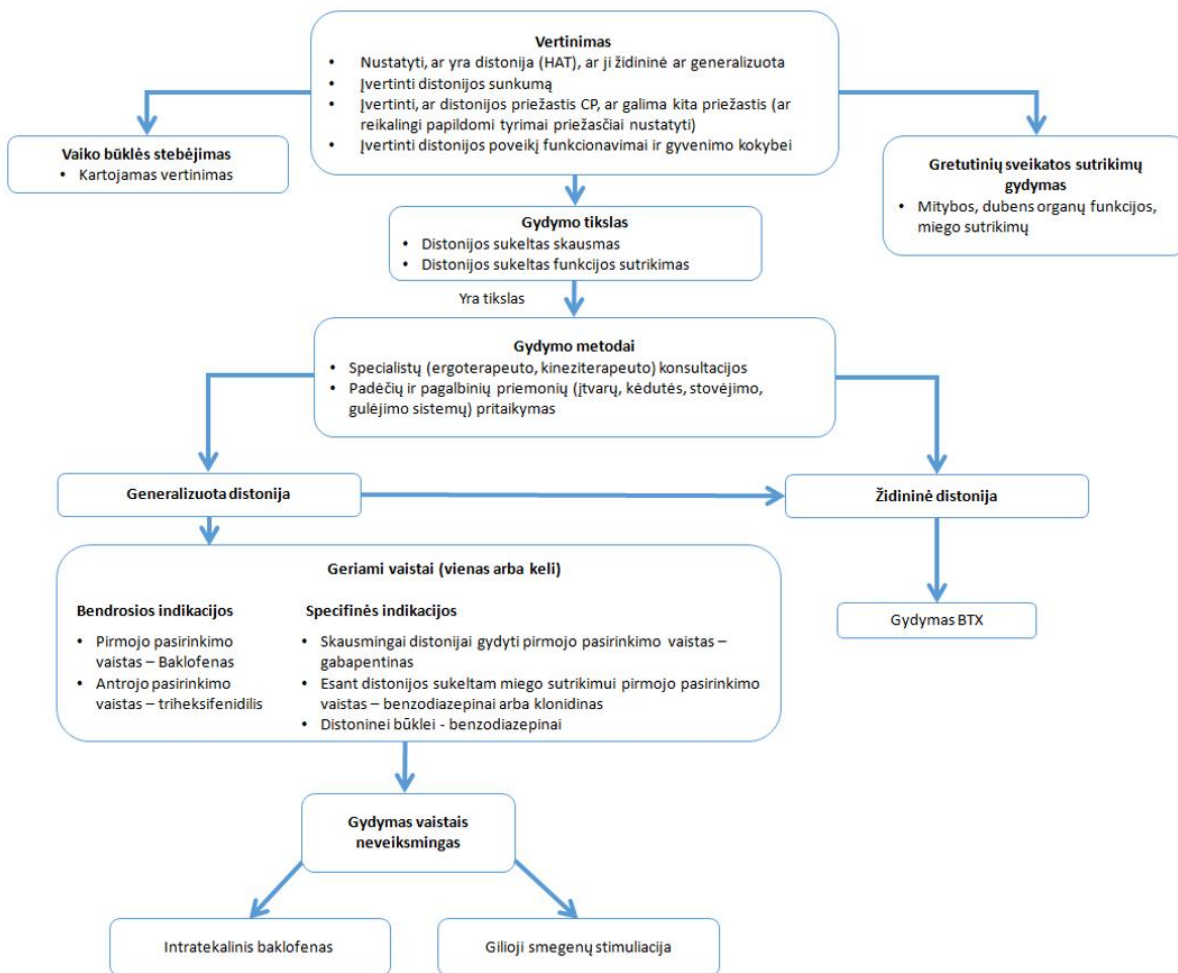 Vertinimas
• Nustatyti, ar yra distonija (HAT), ar ji židininė ar generalizuota
• Įvertinti distonijos sunkumą
• Įvertinti, ar distonijos priežastis CP, ar galima kita priežastis (ar
reikalingi papildomi tyrimai priežasčiai nustatyti)
• Įvertinti distonijos poveikį funkcionavimai ir gyvenimo kokybei
Vaiko būklės stebėjimas
• Kartojamas vertinimas
Gretutinių sveikatos sutrikimų
gydymas
• Mitybos, dubens organų funkcijos,
miego sutrikimų
Gydymo tikslas
• Distonijos sukeltas skausmas
• Distonijos sukeltas funkcijos sutrikimas
Yra tikslas
Gydymo metodai
• Specialistų (ergoterapeuto, kineziterapeuto) konsultacijos
• Padėčių ir pagalbinių priemonių (įtvarų, kėdutės, stovėjimo,
gulėjimo sistemų) pritaikymas
Generalizuota distonija
Židininė distonija
Geriami vaistai (vienas arba keli)
Bendrosios indikacijos
• Pirmojo pasirinkimo
vaistas – Baklofenas
• Antrojo pasirinkimo
vaistas – triheksifenidilis
Specifinės indikacijos
• Skausmingai distonijai gydyti pirmojo pasirinkimo vaistas –
gabapentinas
• Esant distonijos sukeltam miego sutrikimui pirmojo pasirinkimo
vaistas – benzodiazepinai arba klonidinas
• Distoninei būklei - benzodiazepinai
Gydymas BTX
Gydymas vaistais
neveiksmingas
Intratekalinis baklofenas
Gilioji smegenų stimuliacija